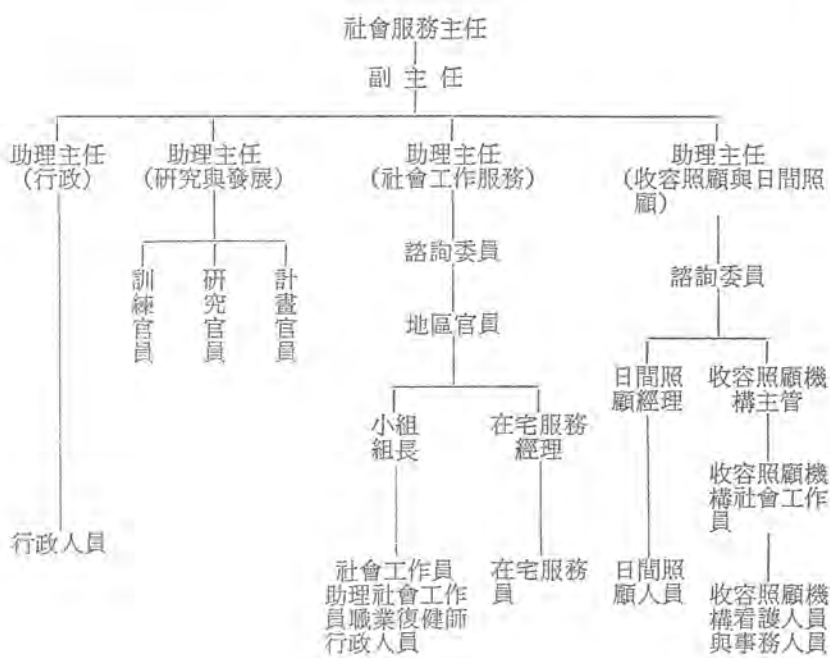 社會服務主任
副主任
助理主任
（行政）
助理主任
（研究與發展）
助理主任
（社會工作服務）
助理主任
（收容照顧與日間照
顧）
訓練官員
研究官員
計畫官員
諮詢委員
地區官員
諮詢委員
小組
組長
在宅服務
經理
日間照
顧經理
收容照顧機
構主管
收容照顧機
構社會工作
員
行政人員
社會工作員
助理社會工作
員職業復健師
行政人員
在宅服務
員
日間照
顧人員
收容照顧機
構看護人員
與事務人員